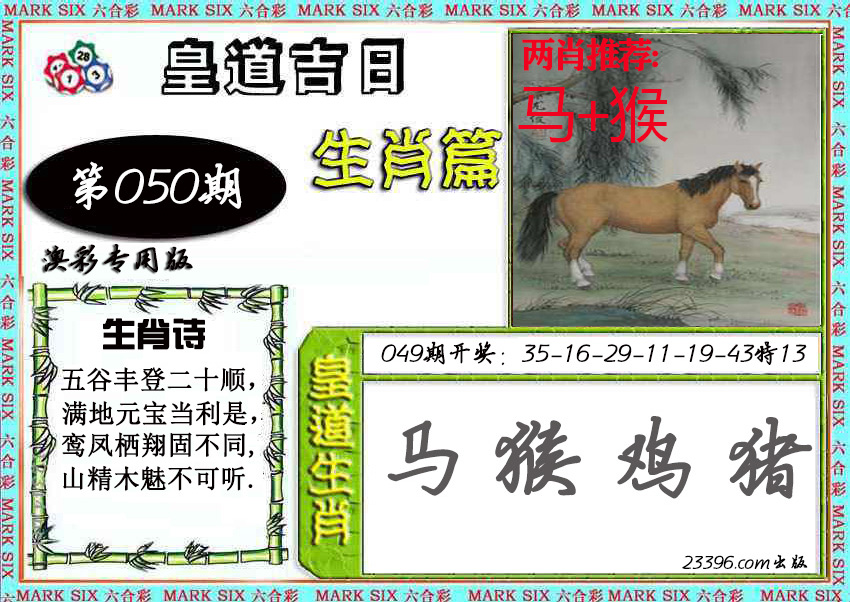 MARK SIX 六合彩 MARK SIX 六合彩 MARK SIX 六合彩 MARK SIX 六合彩 MARK SIX 六合彩 MARK SIX 六合彩
28
1
3
皇道吉日
两肖推荐:
马+猴
生肖篇
第050期
澳彩专用版
生肖诗
五谷丰登二十顺，
满地元宝当利是，
鸾凤栖翔固不同，
山精木魅不可听.
皇道生肖
049期开奖：35-16-29-11-19-43特13
马 猴 鸡 猪
23396.com出版
MARK SIX 六合彩 MARK SIX 六合彩 MARK SIX 六合彩 MARK SIX 六合彩 MARK SIX 六合彩 MARK SIX 六合彩